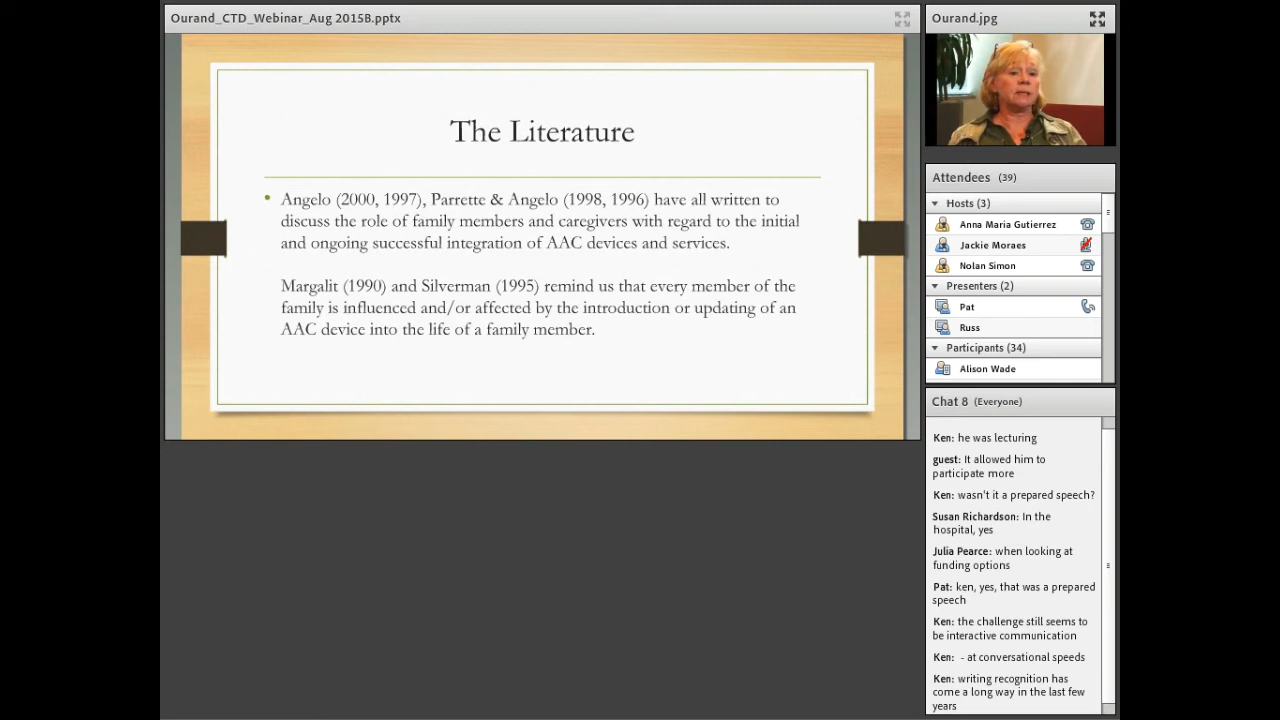 Ourand_CTD_Webinar_Aug 2015B.pptx
The Literature
• Angelo (2000, 1997), Parrette & Angelo (1998, 1996) have all written to
discuss the role of family members and caregivers with regard to the initial
and ongoing successful integration of AAC devices and services.
Margalit (1990) and Silverman (1995) remind us that every member of the
family is influenced and/or affected by the introduction or updating of an
AAC device into the life of a family member.
Ourand.jpg
Attendees (39)
Hosts (3)
Anna Maria Gutierrez
Jackie Moraes
Nolan Simon
Presenters (2)
Pat
Russ
Participants (34)
Alison Wade
Chat 8 (Everyone)
Ken: he was lecturing
guest: It allowed him to
participate more
Ken: wasn't it a prepared speech?
Susan Richardson: In the
hospital, yes
Julia Pearce: when looking at
funding options
Pat: ken, yes, that was a prepared
speech
Ken: the challenge still seems to
be interactive communication
Ken: - at conversational speeds
Ken: writing recognition has
come a long way in the last few
years